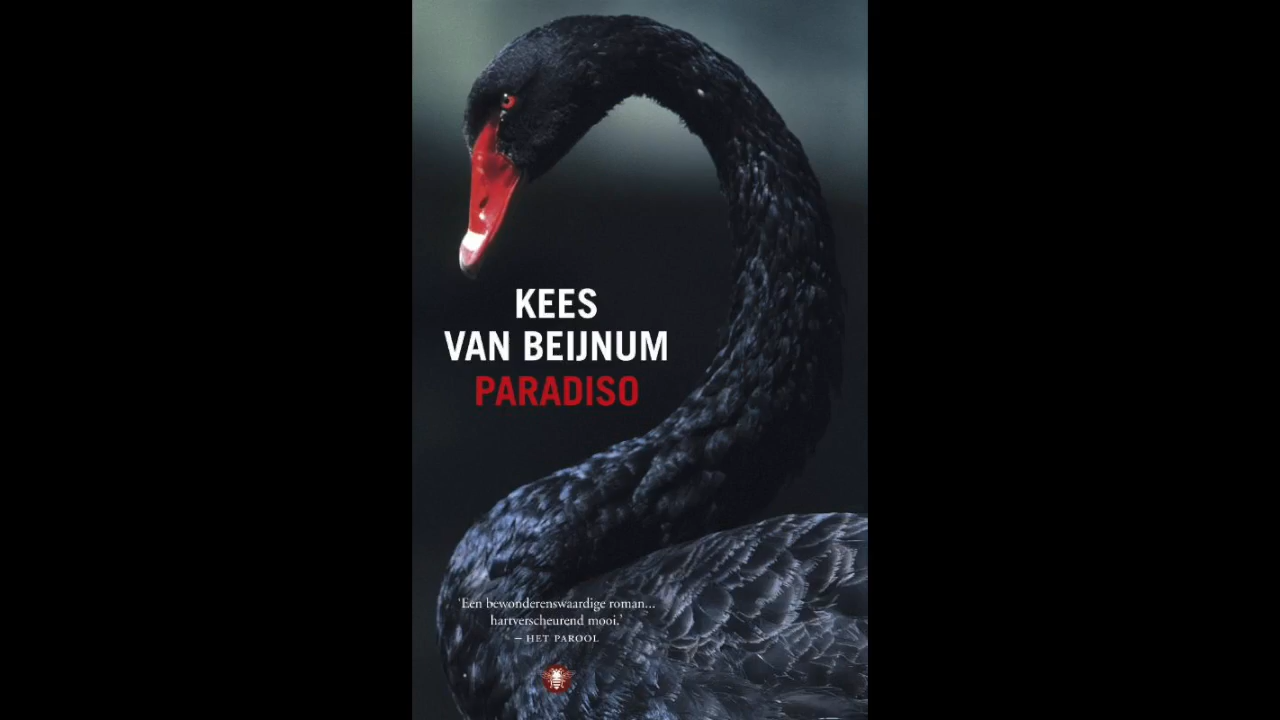 KEES
VAN BEIJNUM
PARADISO
'Een bewonderenswaardige roman...
hartverscheurend mooi.'
– HET PAROOL